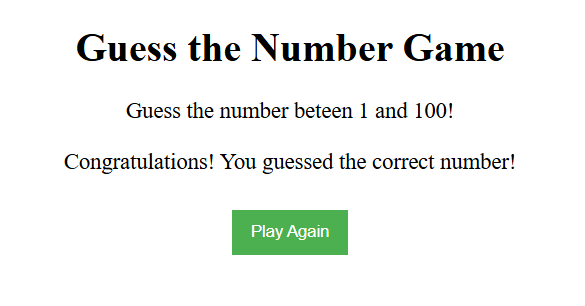 Guess the Number Game
Guess the number beteen 1 and 100!
Congratulations! You guessed the correct number!
Play Again